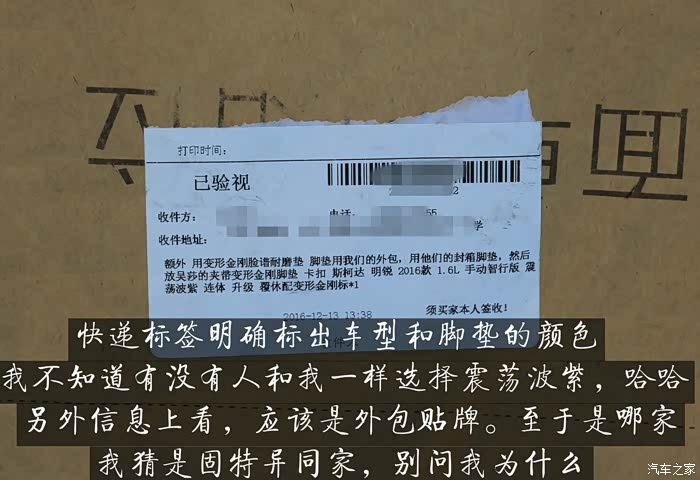 打印时间:
已验视
2
收件方:
电话:
55
收件地址:
学
额外 用变形金刚脸谱耐磨垫 脚垫用我们的外包,用他们的封箱脚垫,然后
放吴莎的夹带变形金刚脚垫 卡扣 斯柯达 明锐 2016款 1.6L 手动智行版 震
荡波紫 连体 升级 覆休配变形金刚标*1
2016-12-13 13:38
须买家本人签收!
快递标签明确标出车型和脚垫的颜色
我不知道有没有人和我一样选择震荡波紫，哈哈
另外信息上看，应该是外包贴牌。至于是哪家
我猜是固特异同家，别问我为什么
汽车之家